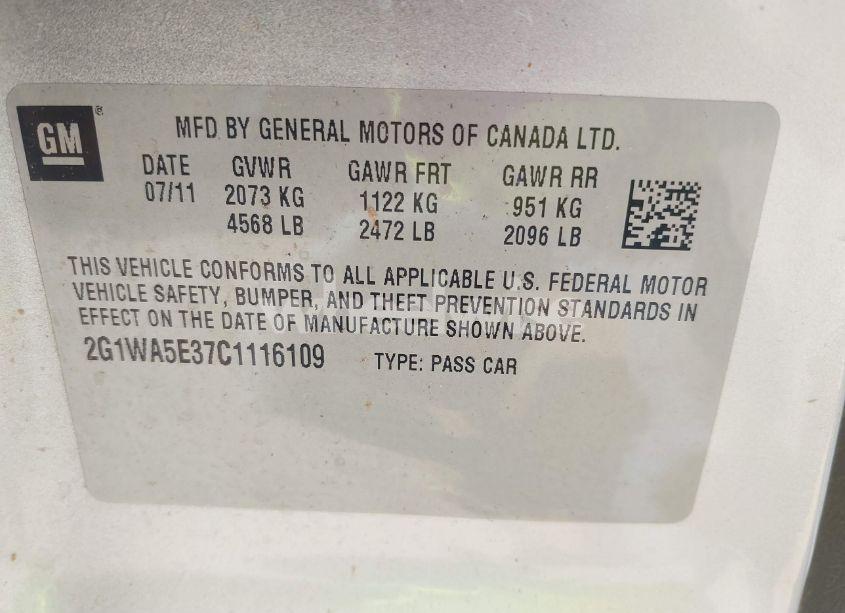 GM ®
MFD BY GENERAL MOTORS OF CANADA LTD.
DATE GVWR GAWR FRT GAWR RR
07/11 2073 KG 1122 KG 951 KG
4568 LB 2472 LB 2096 LB
THIS VEHICLE CONFORMS TO ALL APPLICABLE U.S. FEDERAL MOTOR
VEHICLE SAFETY, BUMPER, AND THEFT PREVENTION STANDARDS IN
EFFECT ON THE DATE OF MANUFACTURE SHOWN ABOVE.
2G1WA5E37C1116109 TYPE: PASS CAR